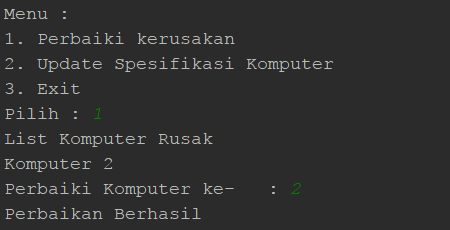 Menu :
1. Perbaiki kerusakan
2. Update Spesifikasi Komputer
3. Exit
Pilih : 1
List Komputer Rusak
Komputer 2
Perbaiki Komputer ke-   : 2
Perbaikan Berhasil